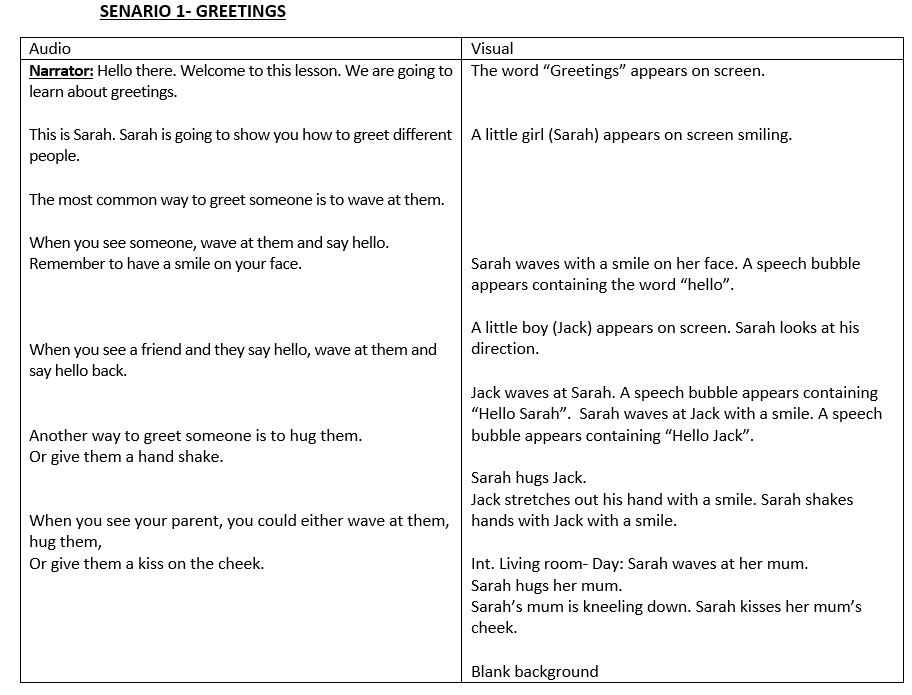 SENARIO 1- GREETINGS
Audio
Narrator: Hello there. Welcome to this lesson. We are going to
learn about greetings.
This is Sarah. Sarah is going to show you how to greet different
people.
The most common way to greet someone is to wave at them.
When you see someone, wave at them and say hello.
Remember to have a smile on your face.
When you see a friend and they say hello, wave at them and
say hello back.
Another way to greet someone is to hug them.
Or give them a hand shake.
When you see your parent, you could either wave at them,
hug them,
Or give them a kiss on the cheek.
Visual
The word “Greetings” appears on screen.
A little girl (Sarah) appears on screen smiling.
Sarah waves with a smile on her face. A speech bubble
appears containing the word “hello”.
A little boy (Jack) appears on screen. Sarah looks at his
direction.
Jack waves at Sarah. A speech bubble appears containing
“Hello Sarah”.  Sarah waves at Jack with a smile. A speech
bubble appears containing “Hello Jack”.
Sarah hugs Jack.
Jack stretches out his hand with a smile. Sarah shakes
hands with Jack with a smile.
Int. Living room- Day: Sarah waves at her mum.
Sarah hugs her mum.
Sarah’s mum is kneeling down. Sarah kisses her mum’s
cheek.
Blank background